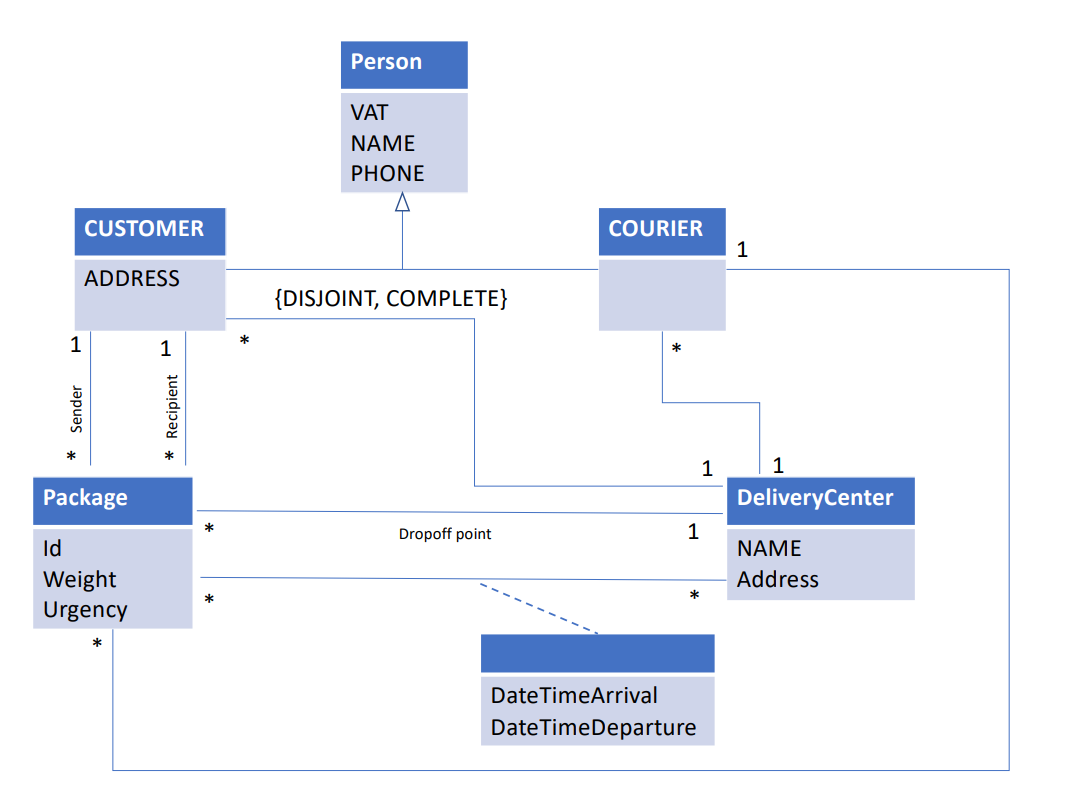 Person
VAT
NAME
PHONE
CUSTOMER
COURIER
1
ADDRESS
{DISJOINT, COMPLETE}
*
*
1
1
Sender
Recipient
*
*
1
1
Package
DeliveryCenter
*
Dropoff point
1
Id
Weight
Urgency
NAME
Address
*
*
*
DateTimeArrival
DateTimeDeparture